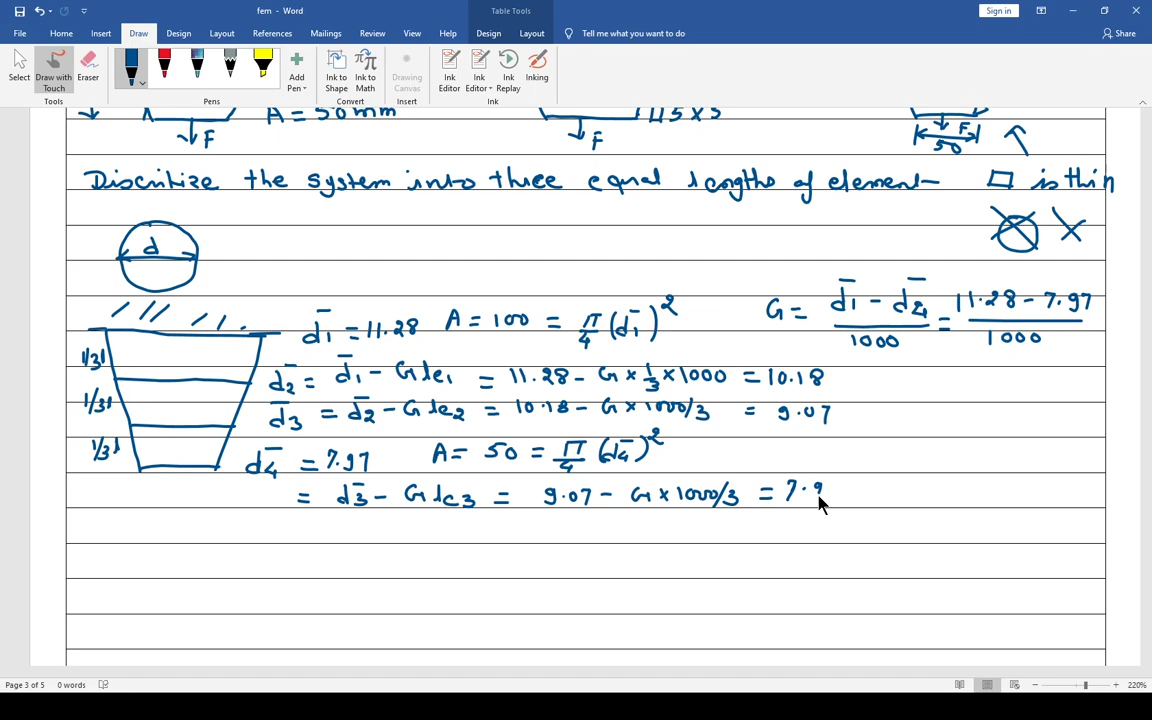 fem - Word
Table Tools
Sign in
File Home Insert Draw Design Layout References Mailings Review View Help Design Layout Tell me what you want to do Share
Select Draw with Touch Eraser Add Pen Ink to Shape Ink to Math Drawing Canvas Ink Editor Ink Editor Ink Replay Inking
Tools Pens Convert Insert Ink
A = 50 mm
115 x 5
F
F
F
50
Discritize the system into three equal lengths of element
is thin
d
d̄1 = 11.28 A = 100 = π/4 (d̄1)²
G = (d̄1 - d̄4)/1000 = (11.28 - 7.97)/1000
1/3l
d̄2 = d̄1 - G le1 = 11.28 - G x 1/3 x 1000 = 10.18
1/3l
d̄3 = d̄2 - G le2 = 10.18 - G x 1000/3 = 9.07
1/3l
d̄4 = 7.97 A = 50 = π/4 (d̄4)²
= d̄3 - G le3 = 9.07 - G x 1000/3 = 7.9
Page 3 of 5 0 words
220%